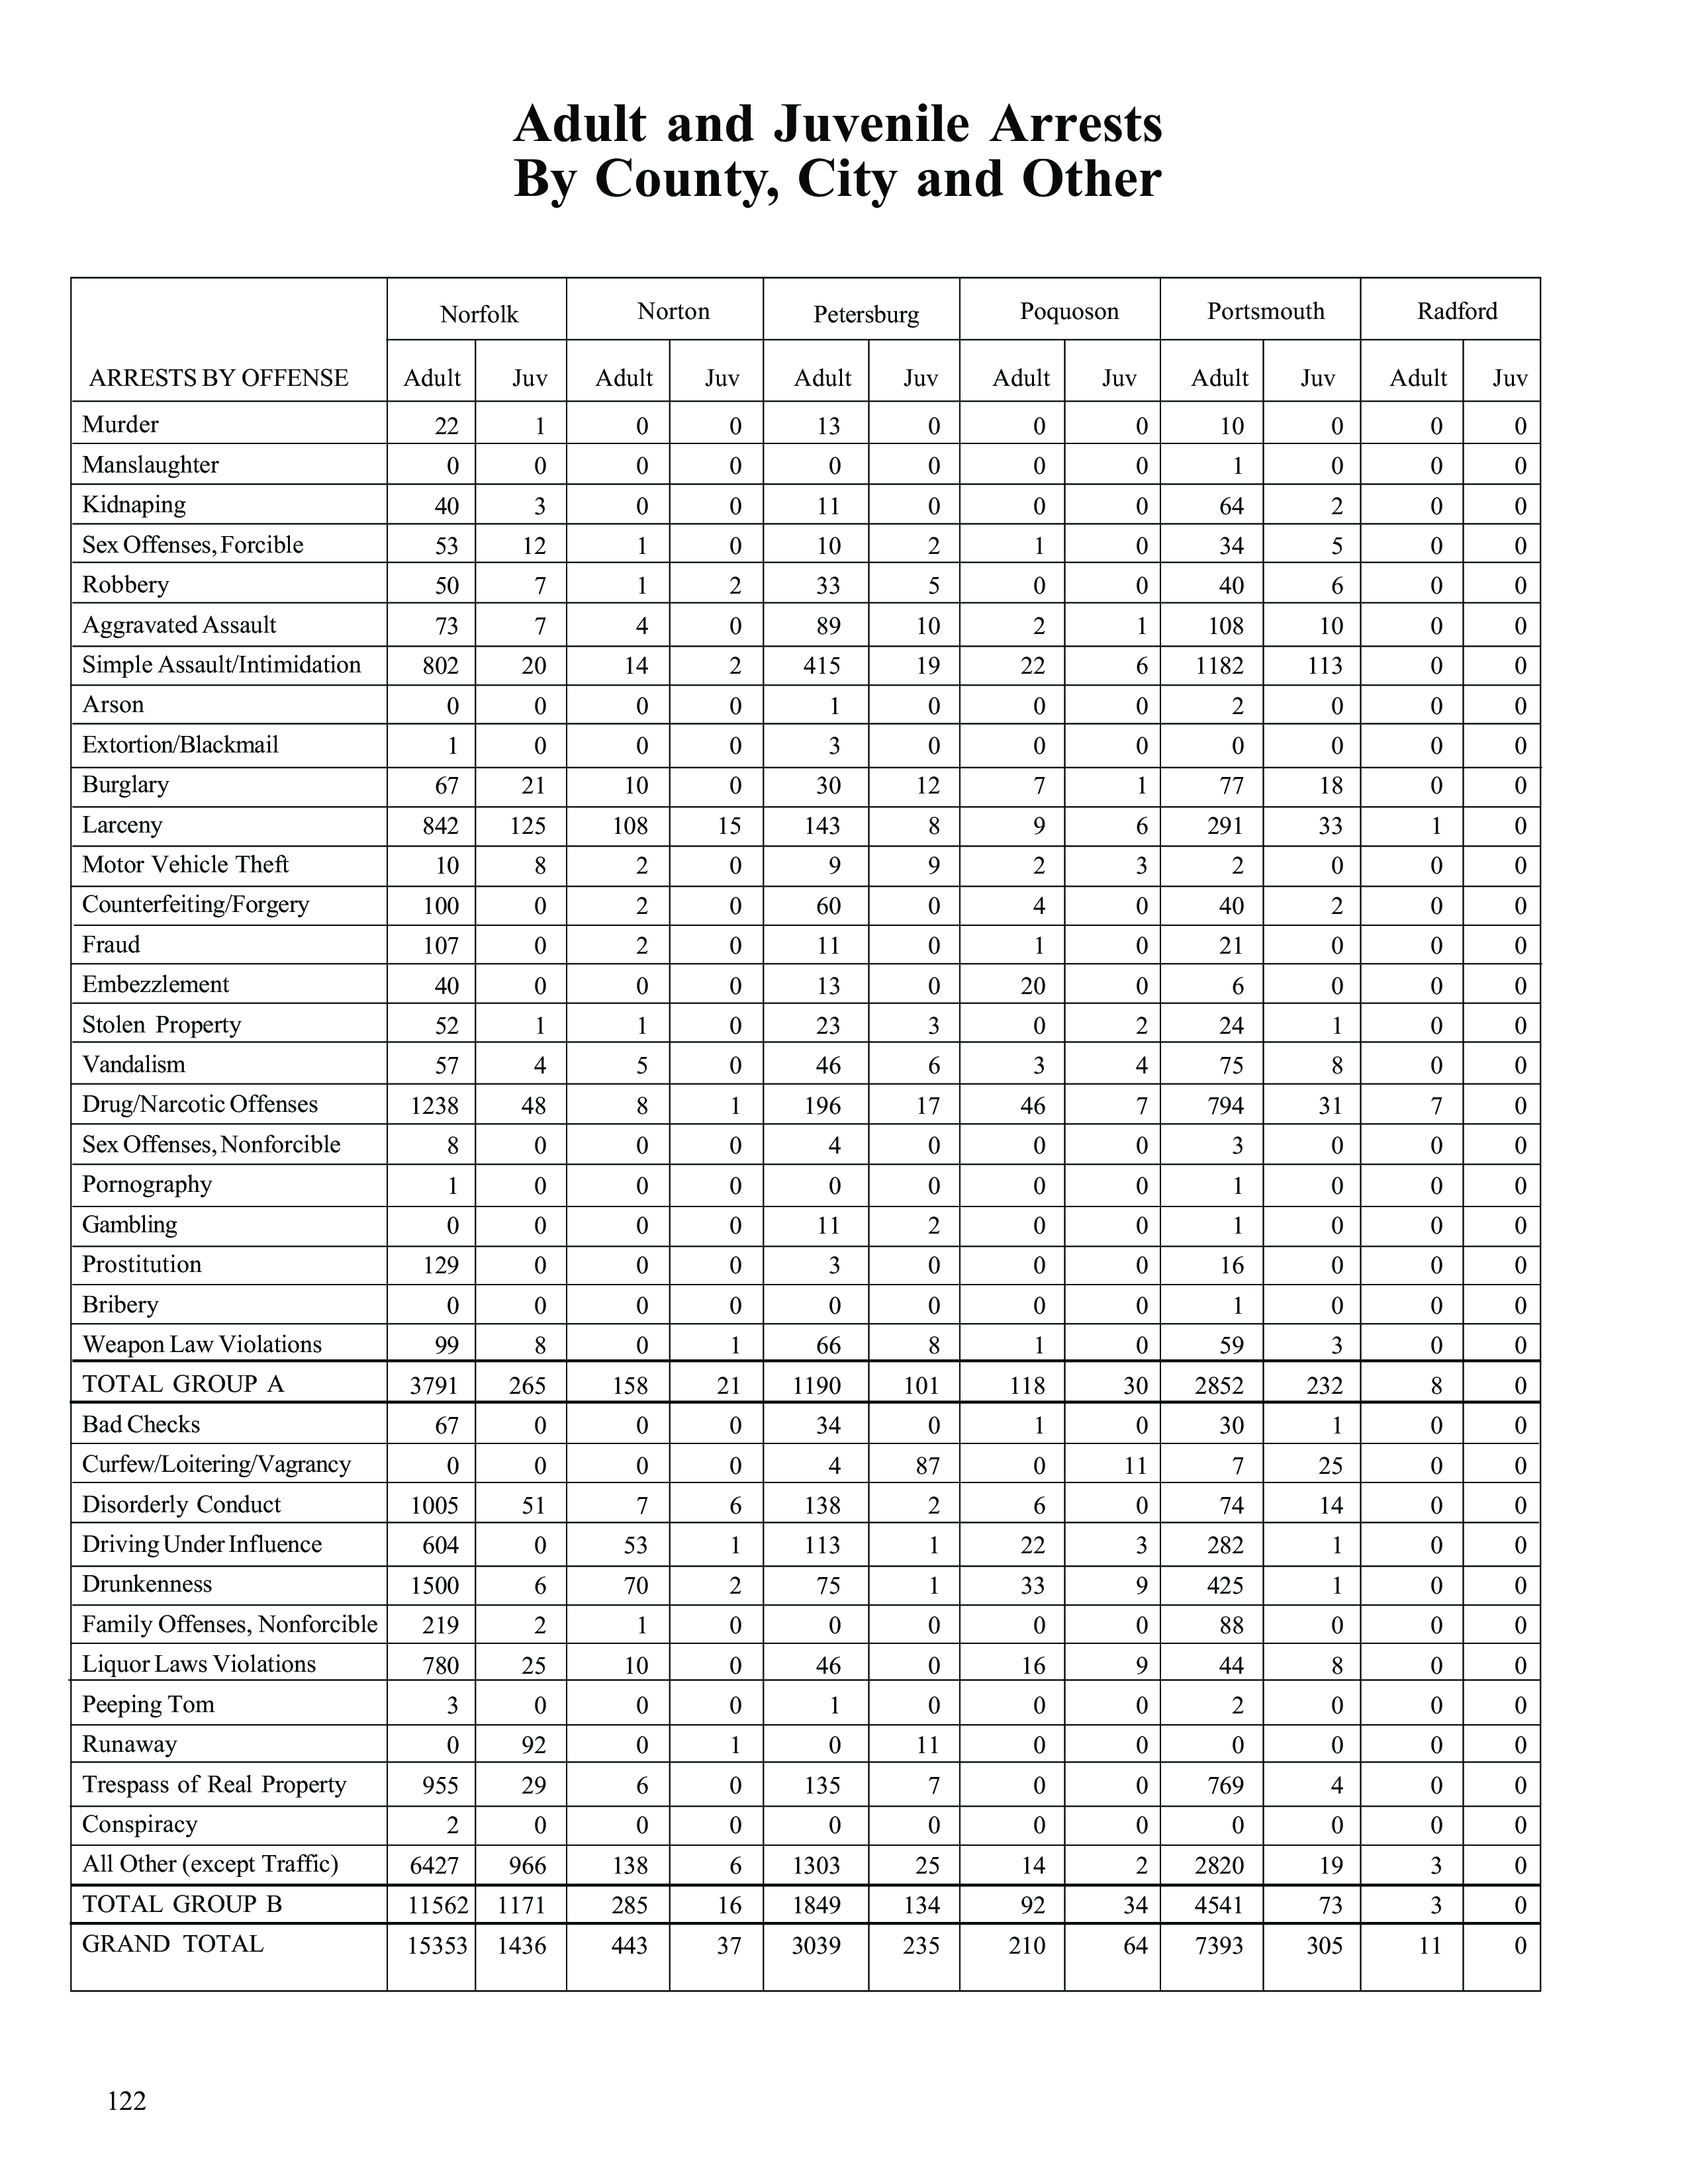 Adult and Juvenile Arrests
By County, City and Other
Norfolk Norton Petersburg Poquoson Portsmouth Radford
ARRESTS BY OFFENSE Adult Juv Adult Juv Adult Juv Adult Juv Adult Juv Adult Juv
Murder 22 1 0 0 13 0 0 0 10 0 0 0
Manslaughter 0 0 0 0 0 0 0 0 1 0 0 0
Kidnaping 40 3 0 0 11 0 0 0 64 2 0 0
Sex Offenses, Forcible 53 12 1 0 10 2 1 0 34 5 0 0
Robbery 50 7 1 2 33 5 0 0 40 6 0 0
Aggravated Assault 73 7 4 0 89 10 2 1 108 10 0 0
Simple Assault/Intimidation 802 20 14 2 415 19 22 6 1182 113 0 0
Arson 0 0 0 0 1 0 0 0 2 0 0 0
Extortion/Blackmail 1 0 0 0 3 0 0 0 0 0 0 0
Burglary 67 21 10 0 30 12 7 1 77 18 0 0
Larceny 842 125 108 15 143 8 9 6 291 33 1 0
Motor Vehicle Theft 10 8 2 0 9 9 2 3 2 0 0 0
Counterfeiting/Forgery 100 0 2 0 60 0 4 0 40 2 0 0
Fraud 107 0 2 0 11 0 1 0 21 0 0 0
Embezzlement 40 0 0 0 13 0 20 0 6 0 0 0
Stolen Property 52 1 1 0 23 3 0 2 24 1 0 0
Vandalism 57 4 5 0 46 6 3 4 75 8 0 0
Drug/Narcotic Offenses 1238 48 8 1 196 17 46 7 794 31 7 0
Sex Offenses, Nonforcible 8 0 0 0 4 0 0 0 3 0 0 0
Pornography 1 0 0 0 0 0 0 0 1 0 0 0
Gambling 0 0 0 0 11 2 0 0 1 0 0 0
Prostitution 129 0 0 0 3 0 0 0 16 0 0 0
Bribery 0 0 0 0 0 0 0 0 1 0 0 0
Weapon Law Violations 99 8 0 1 66 8 1 0 59 3 0 0
TOTAL GROUP A 3791 265 158 21 1190 101 118 30 2852 232 8 0
Bad Checks 67 0 0 0 34 0 1 0 30 1 0 0
Curfew/Loitering/Vagrancy 0 0 0 0 4 87 0 11 7 25 0 0
Disorderly Conduct 1005 51 7 6 138 2 6 0 74 14 0 0
Driving Under Influence 604 0 53 1 113 1 22 3 282 1 0 0
Drunkenness 1500 6 70 2 75 1 33 9 425 1 0 0
Family Offenses, Nonforcible 219 2 1 0 0 0 0 0 88 0 0 0
Liquor Laws Violations 780 25 10 0 46 0 16 9 44 8 0 0
Peeping Tom 3 0 0 0 1 0 0 0 2 0 0 0
Runaway 0 92 0 1 0 11 0 0 0 0 0 0
Trespass of Real Property 955 29 6 0 135 7 0 0 769 4 0 0
Conspiracy 2 0 0 0 0 0 0 0 0 0 0 0
All Other (except Traffic) 6427 966 138 6 1303 25 14 2 2820 19 3 0
TOTAL GROUP B 11562 1171 285 16 1849 134 92 34 4541 73 3 0
GRAND TOTAL 15353 1436 443 37 3039 235 210 64 7393 305 11 0
122